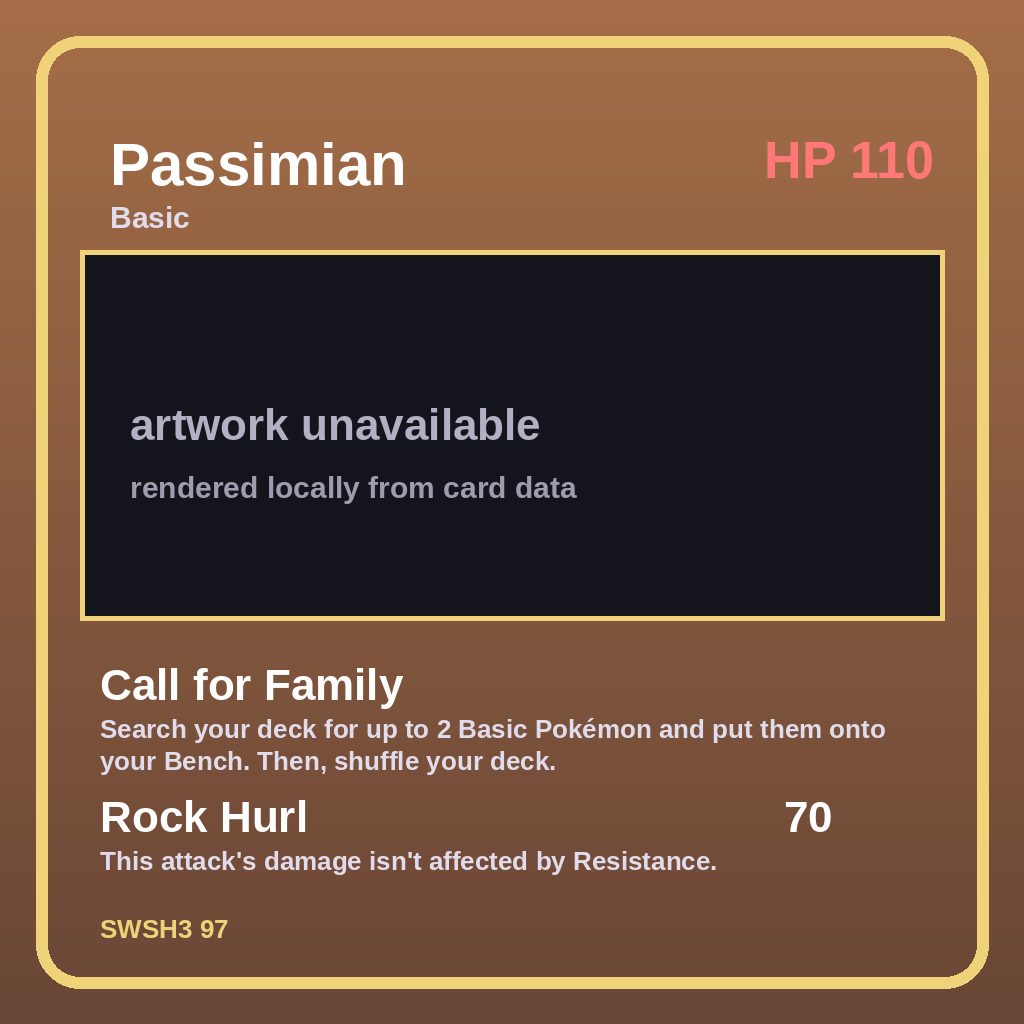 Passimian
HP 110
Basic
artwork unavailable
rendered locally from card data
Call for Family
Search your deck for up to 2 Basic Pokémon and put them onto
your Bench. Then, shuffle your deck.
Rock Hurl
70
This attack's damage isn't affected by Resistance.
SWSH3 97